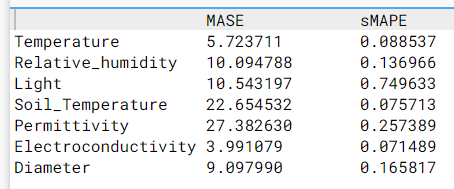 MASE sMAPE
Temperature 5.723711 0.088537
Relative_humidity 10.094788 0.136966
Light 10.543197 0.749633
Soil_Temperature 22.654532 0.075713
Permittivity 27.382630 0.257389
Electroconductivity 3.991079 0.071489
Diameter 9.097990 0.165817